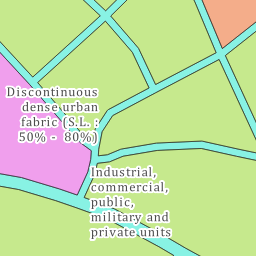 Discontinuous
dense urban
fabric (S.L. :
50% - 80%)
Industrial,
commercial,
public,
military and
private units